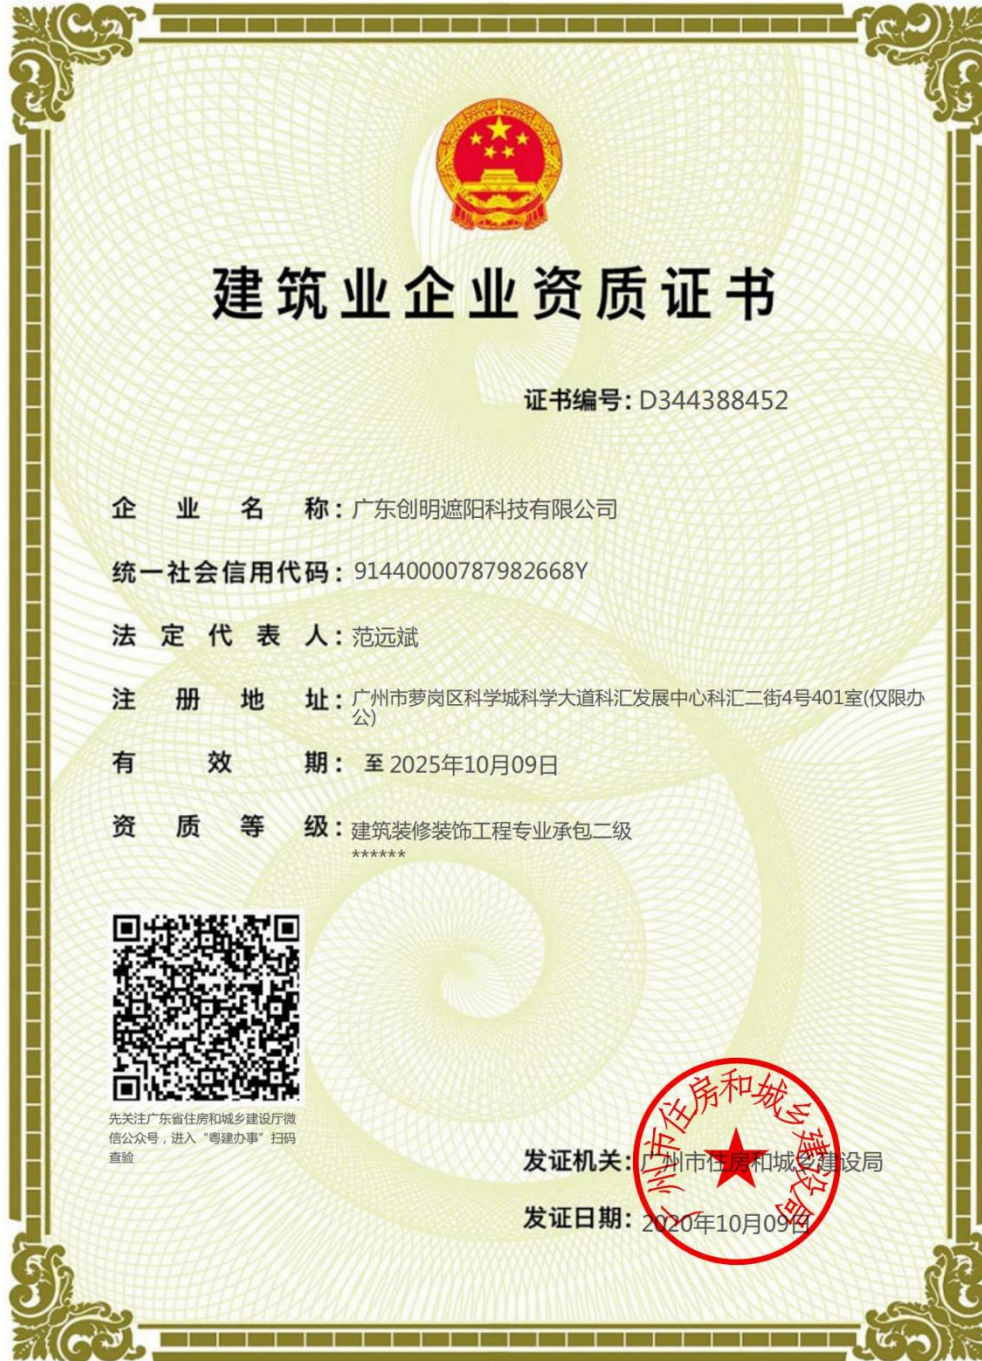 建筑业企业资质证书
证书编号：D344388452
企业名称：广东创明遮阳科技有限公司
统一社会信用代码：91440000787982668Y
法定代表人：范远斌
注册地址：广州市萝岗区科学城科学大道科汇发展中心科汇二街4号401室(仅限办
公)
有效期：至2025年10月09日
资质等级：建筑装修装饰工程专业承包二级
******
先关注广东省住房和城乡建设厅微
信公众号，进入“粤建办事”扫码
查验
发证机关：广州市住房和城乡建设局
发证日期：2020年10月09日
广州市住房和城乡建设局